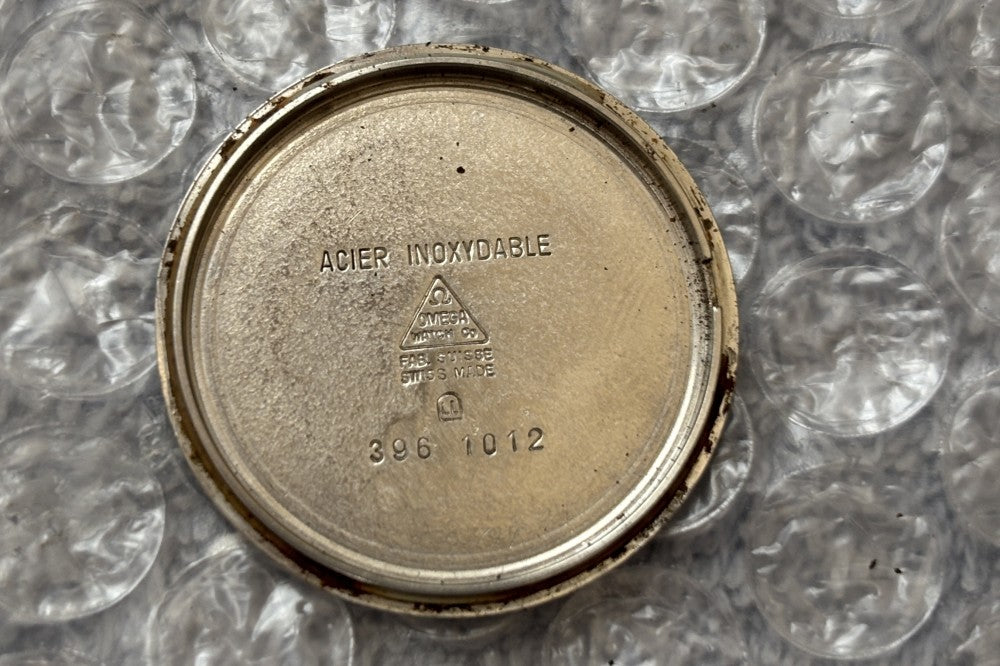 ACIER INOXYDABLE
Ω
OMEGA
WATCH Co
FAB. SUISSE
SWISS MADE
396 1012